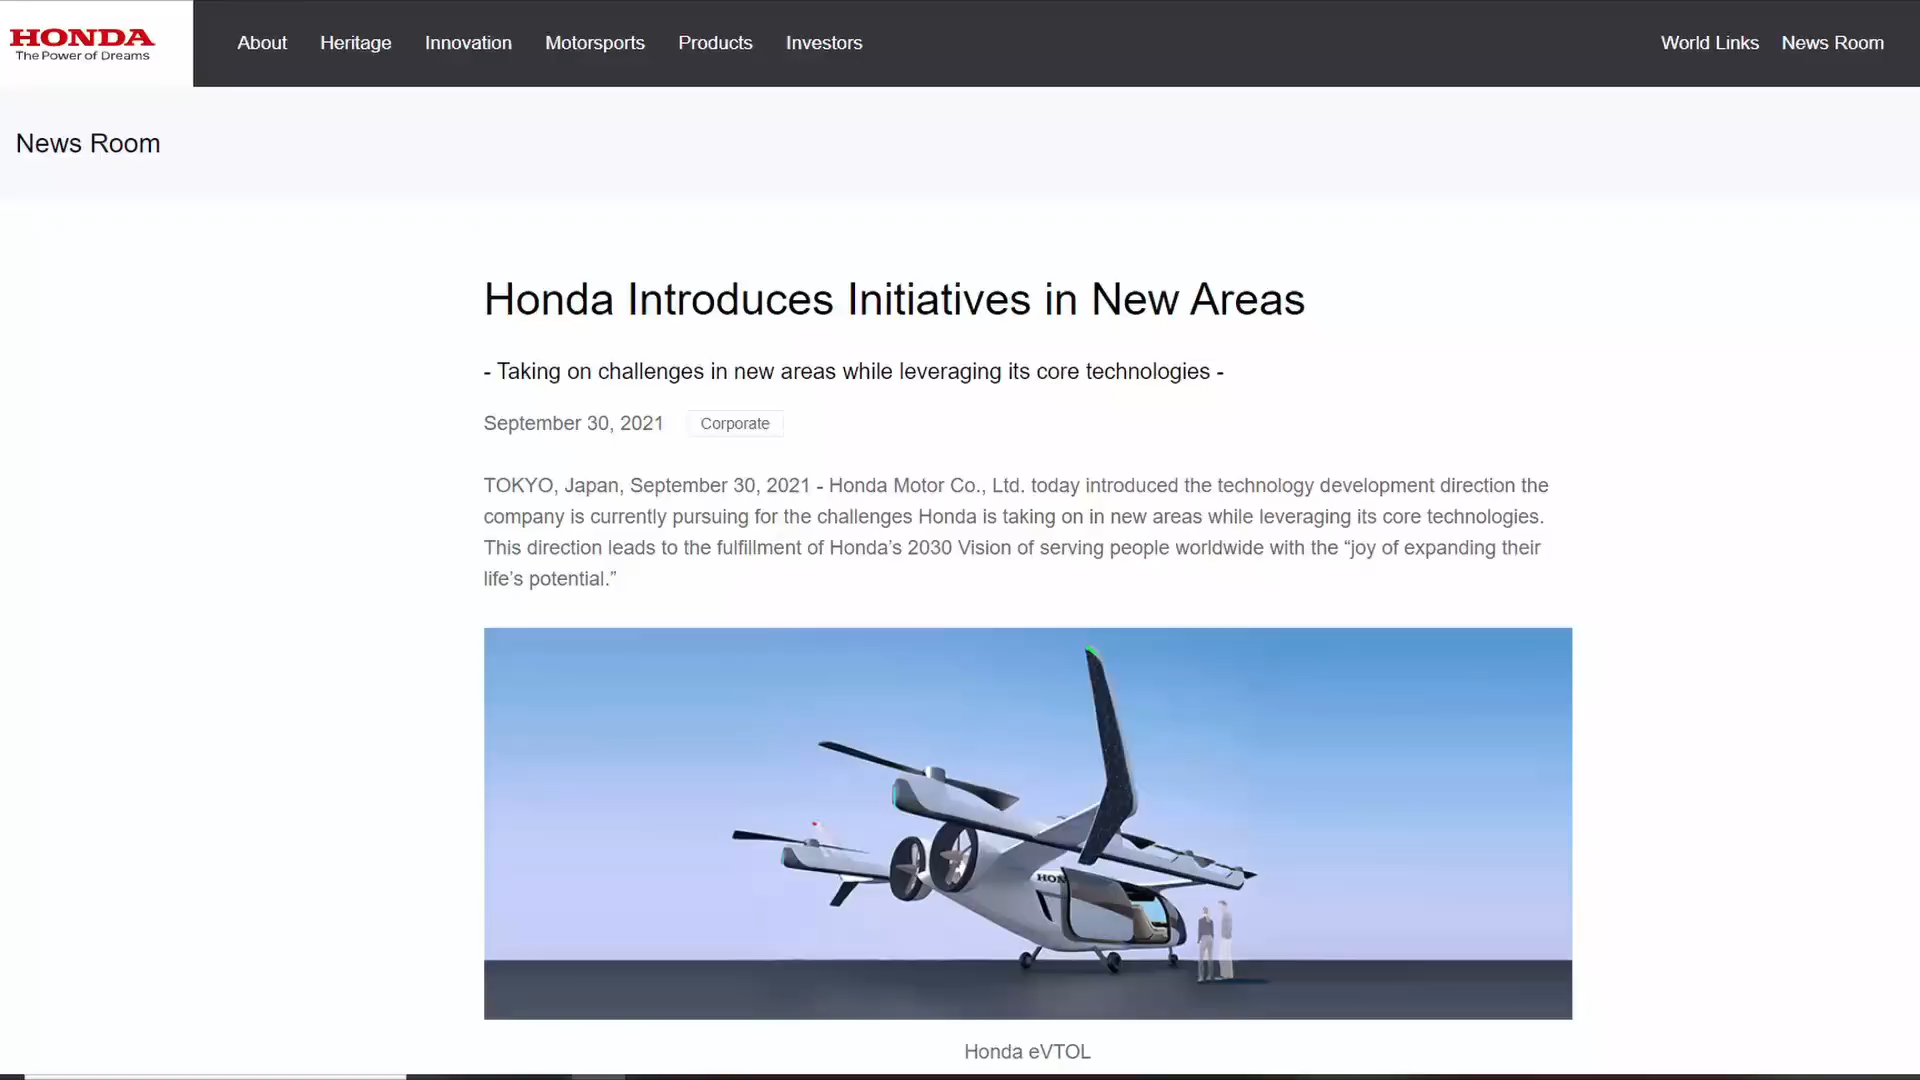 HONDA
The Power of Dreams
About Heritage Innovation Motorsports Products Investors World Links News Room
News Room
Honda Introduces Initiatives in New Areas
- Taking on challenges in new areas while leveraging its core technologies -
September 30, 2021 Corporate
TOKYO, Japan, September 30, 2021 - Honda Motor Co., Ltd. today introduced the technology development direction the
company is currently pursuing for the challenges Honda is taking on in new areas while leveraging its core technologies.
This direction leads to the fulfillment of Honda’s 2030 Vision of serving people worldwide with the “joy of expanding their
life’s potential.”
HON
Honda eVTOL